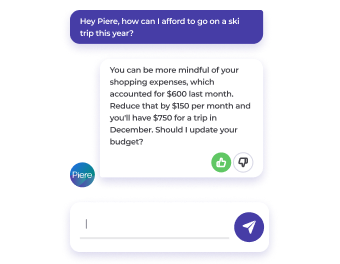 Hey Piere, how can I afford to go on a ski
trip this year?
You can be more mindful of your
shopping expenses, which
accounted for $600 last month.
Reduce that by $150 per month and
you'll have $750 for a trip in
December. Should I update your
budget?
Piere